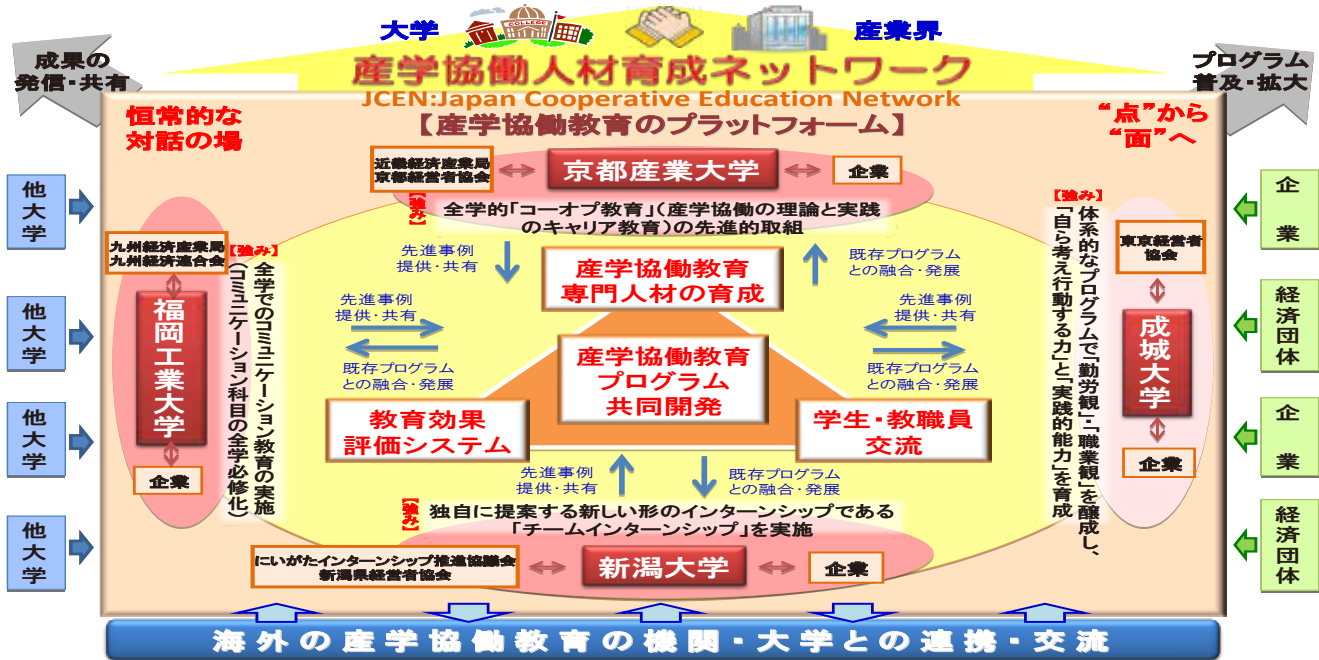 大学
COLLEGE
産業界
成果の
発信・共有
プログラム
普及・拡大
産学協働人材育成ネットワーク
JCEN:Japan Cooperative Education Network
【産学協働教育のプラットフォーム】
恒常的な
対話の場
“点”から
“面”へ
近畿経済産業局
京都経営者協会
京都産業大学
企業
【強み】
全学的「コーオプ教育」（産学協働の理論と実践
のキャリア教育）の先進的取組
先進事例
提供・共有
既存プログラム
との融合・発展
他大学
他大学
他大学
他大学
九州経済産業局
九州経済連合会
福岡工業大学
企業
【強み】
全学でのコミュニケーション教育の実施
（コミュニケーション科目の全学必修化）
先進事例
提供・共有
既存プログラム
との融合・発展
産学協働教育
専門人材の育成
産学協働教育
プログラム
共同開発
教育効果
評価システム
学生・教職員
交流
先進事例
提供・共有
既存プログラム
との融合・発展
【強み】
体系的なプログラムで「勤労観」・「職業観」を醸成し、
「自ら考え行動する力」と「実践的能力」を育成
東京経営者
協会
成城大学
企業
企業
経済団体
企業
経済団体
先進事例
提供・共有
既存プログラム
との融合・発展
【強み】
独自に提案する新しい形のインターンシップである
「チームインターンシップ」を実施
にいがたインターンシップ推進協議会
新潟県経営者協会
新潟大学
企業
海外の産学協働教育の機関・大学との連携・交流